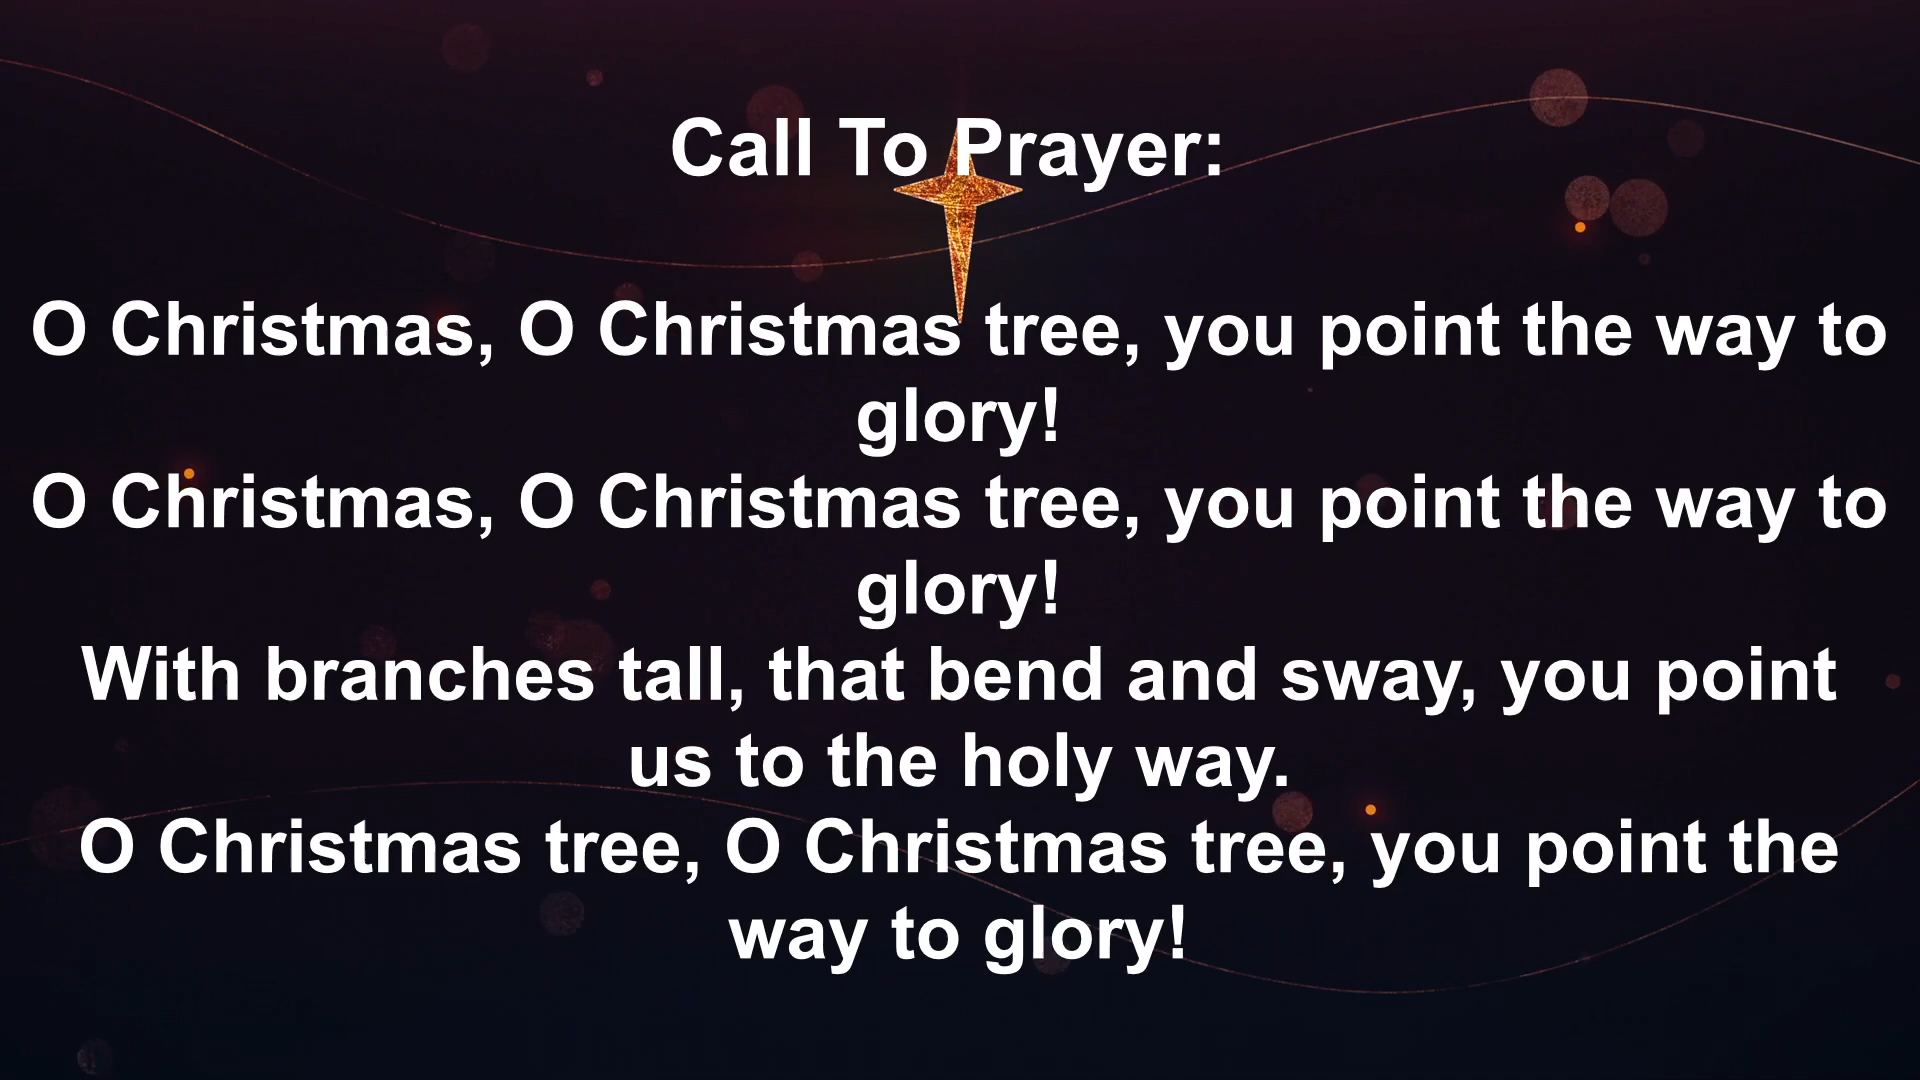 Call To Prayer:
O Christmas, O Christmas tree, you point the way to
glory!
O Christmas, O Christmas tree, you point the way to
glory!
With branches tall, that bend and sway, you point
us to the holy way.
O Christmas tree, O Christmas tree, you point the
way to glory!